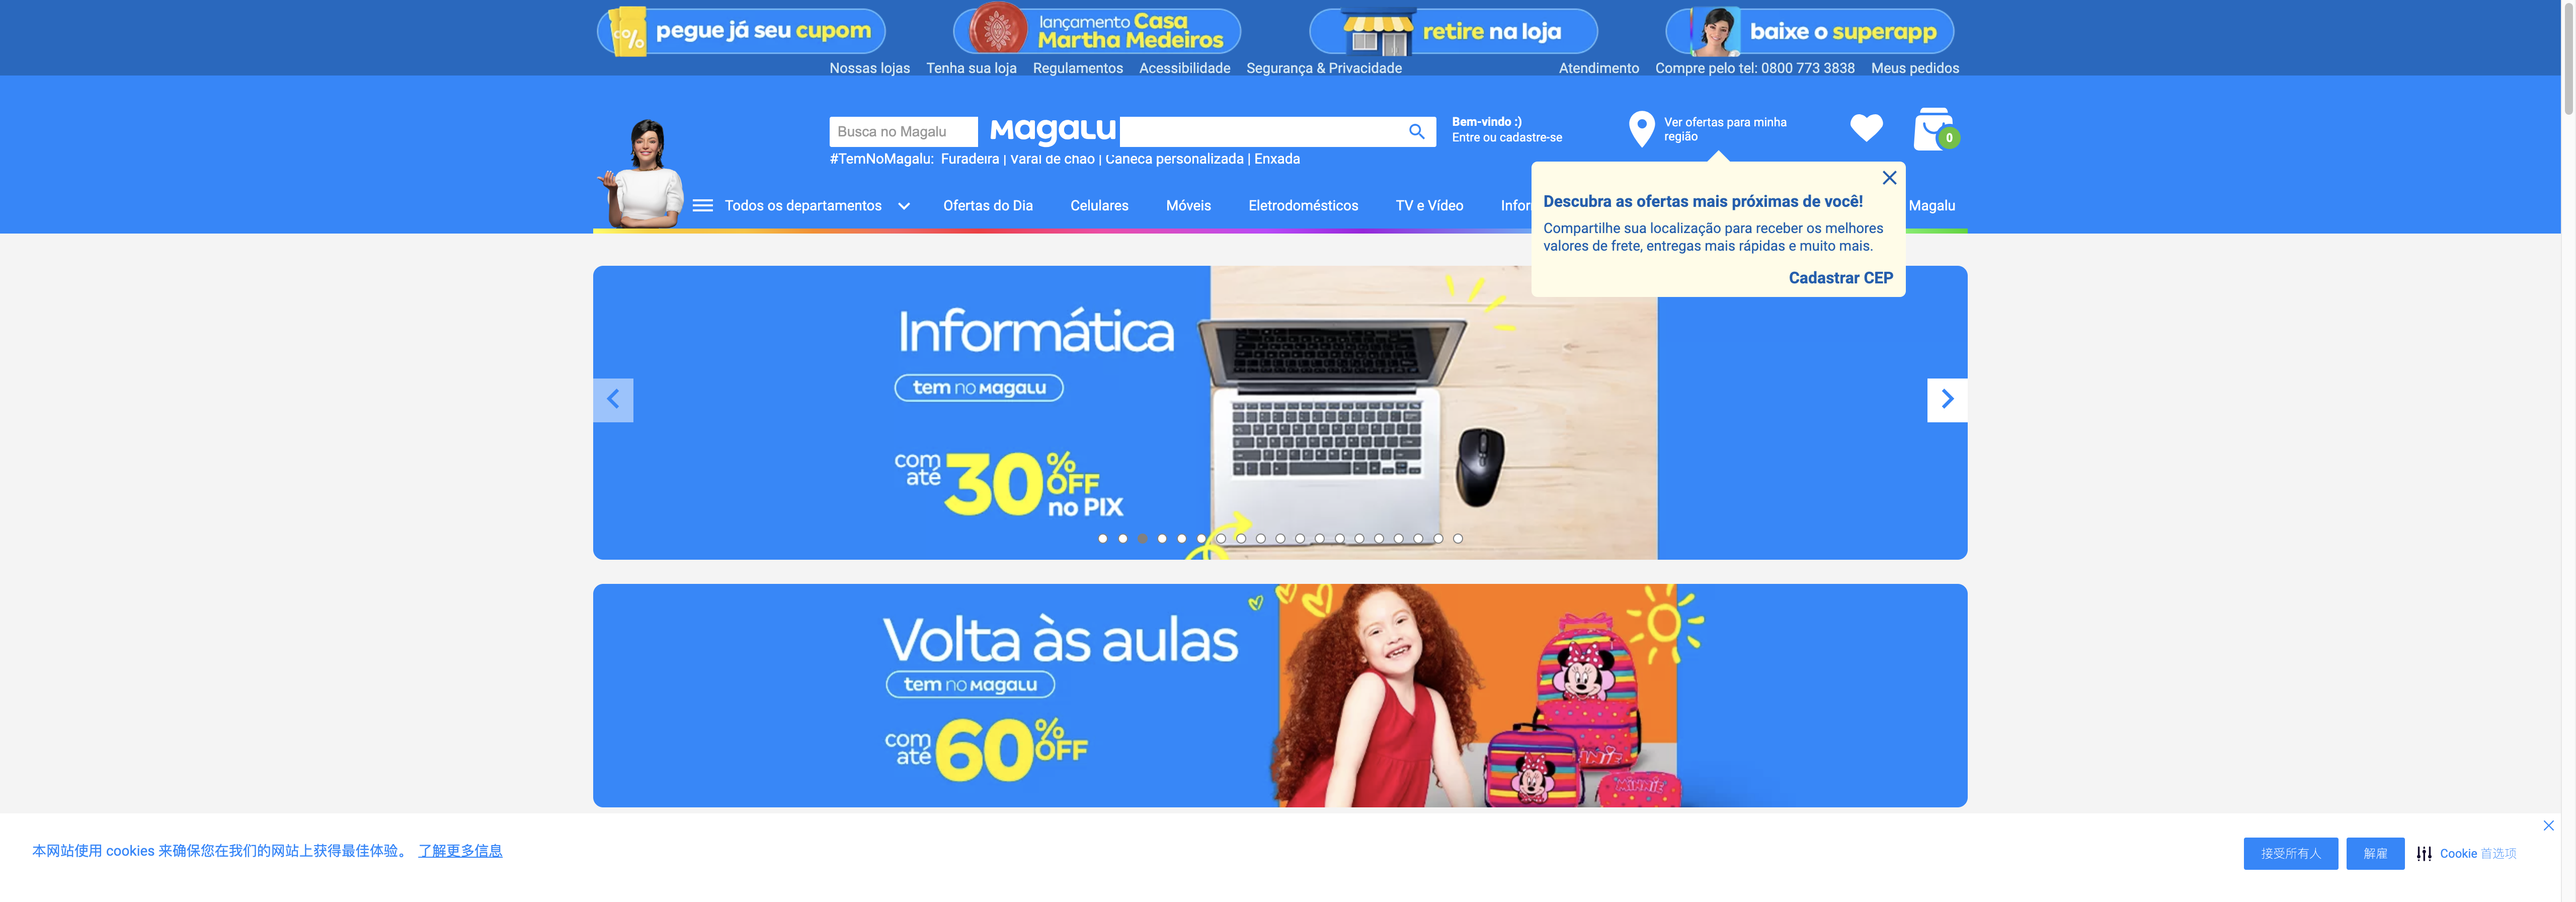 pegue já seu cupom
lançamento Casa
Martha Medeiros
retire na loja
baixe o superapp
Nossas lojas Tenha sua loja Regulamentos Acessibilidade Segurança & Privacidade Atendimento Compre pelo tel: 0800 773 3838 Meus pedidos
Busca no Magalu
Magalu
Bem-vindo :)
Entre ou cadastre-se
Ver ofertas para minha
região
0
#TemNoMagalu: Furadeira | Varal de chão | Caneca personalizada | Enxada
Todos os departamentos Ofertas do Dia Celulares Móveis Eletrodomésticos TV e Vídeo Infor
Magalu
Descubra as ofertas mais próximas de você!
Compartilhe sua localização para receber os melhores
valores de frete, entregas mais rápidas e muito mais.
Cadastrar CEP
Informática
tem no Magalu
com até 30% OFF
no PIX
Volta às aulas
tem no Magalu
com até 60% OFF
MINNIE
本网站使用 cookies 来确保您在我们的网站上获得最佳体验。 了解更多信息
接受所有人
解雇
Cookie 首选项